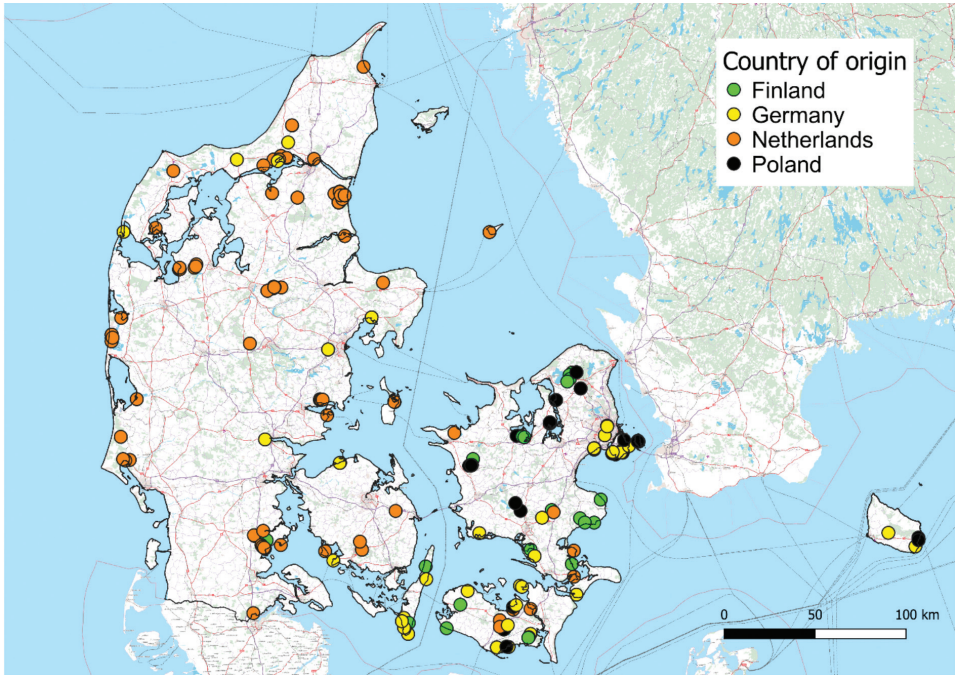 Country of origin
Finland
Germany
Netherlands
Poland
0 50 100 km